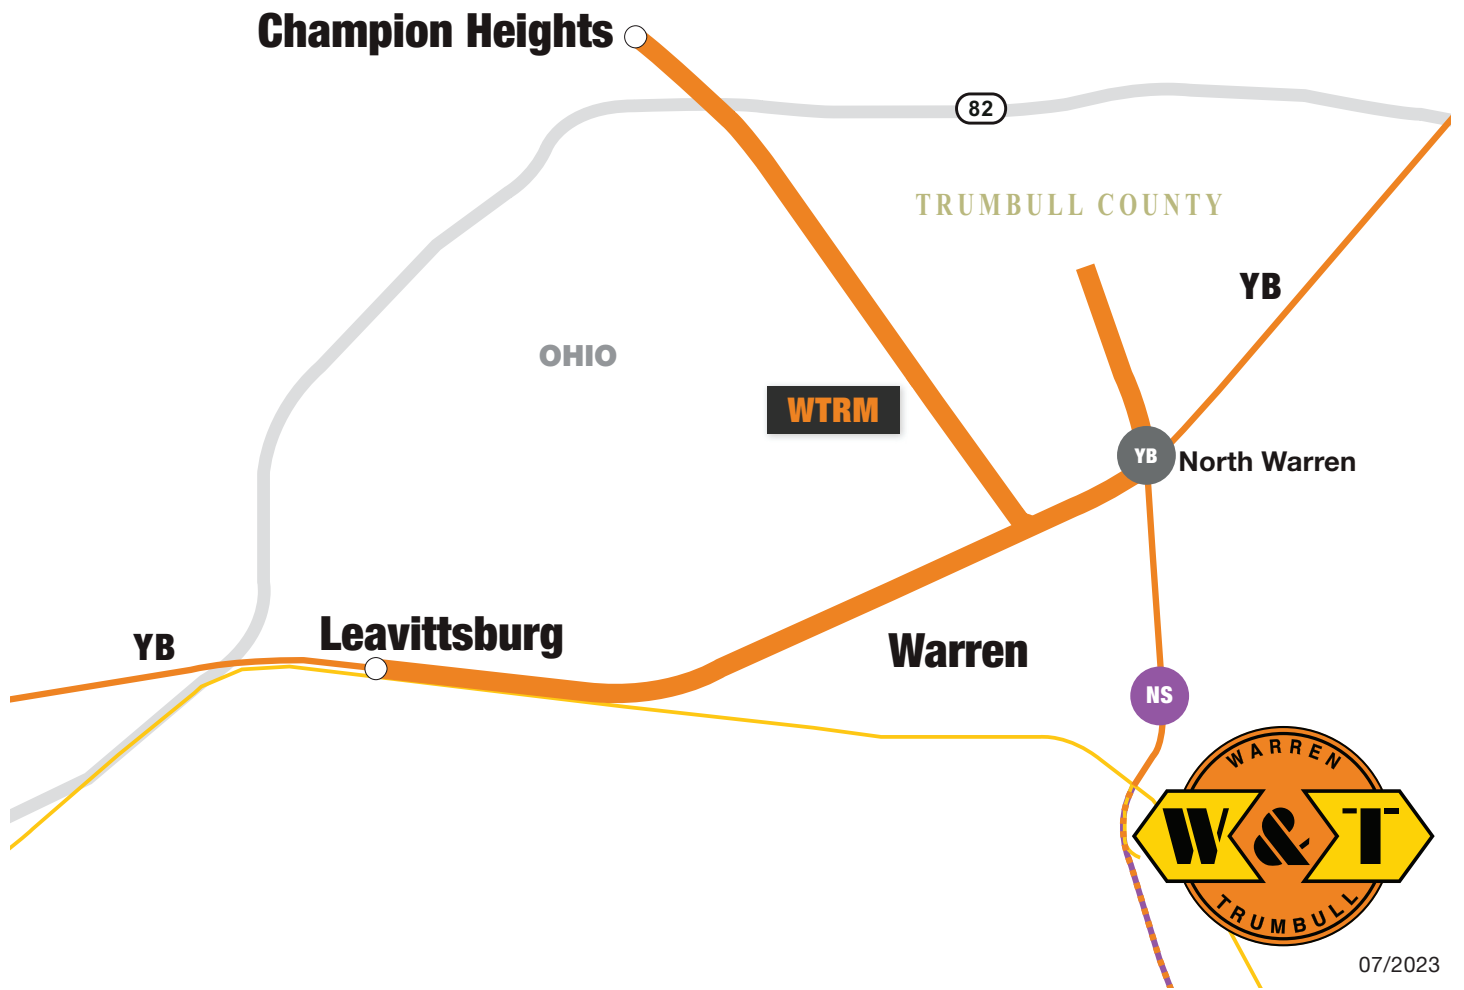 Champion Heights
82
TRUMBULL COUNTY
YB
OHIO
WTRM
YB
North Warren
Leavittsburg
YB
Warren
NS
WARREN
W&T
TRUMBULL
07/2023